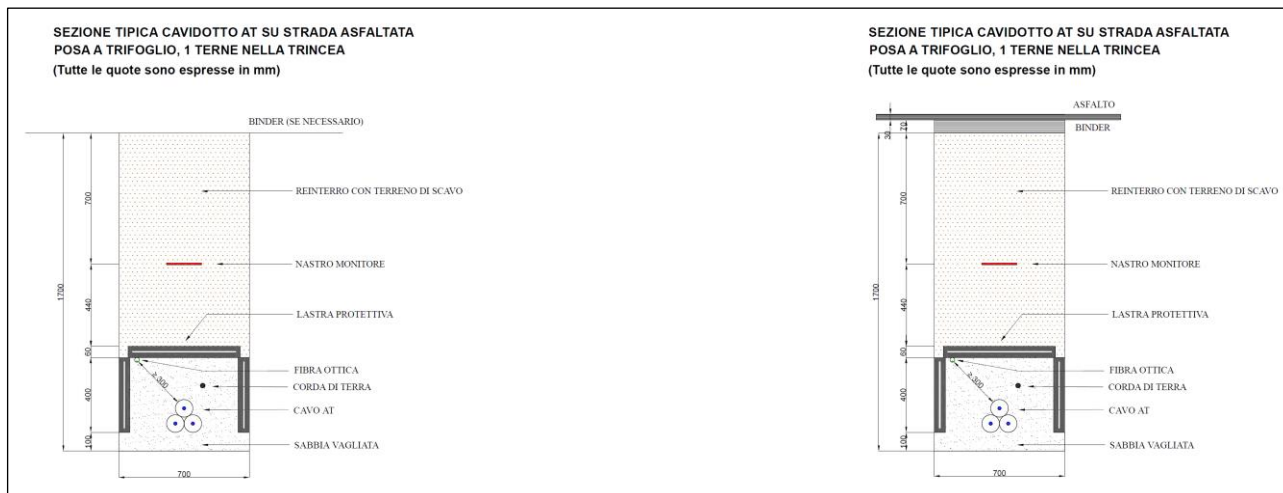 SEZIONE TIPICA CAVIDOTTO AT SU STRADA ASFALTATA
POSA A TRIFOGLIO, 1 TERNE NELLA TRINCEA
(Tutte le quote sono espresse in mm)
BINDER (SE NECESSARIO)
REINTERRO CON TERRENO DI SCAVO
700
NASTRO MONITORE
1700
440
LASTRA PROTETTIVA
60
FIBRA OTTICA
≥ 300
CORDA DI TERRA
400
CAVO AT
100
SABBIA VAGLIATA
700
SEZIONE TIPICA CAVIDOTTO AT SU STRADA ASFALTATA
POSA A TRIFOGLIO, 1 TERNE NELLA TRINCEA
(Tutte le quote sono espresse in mm)
ASFALTO
30
70
BINDER
REINTERRO CON TERRENO DI SCAVO
700
NASTRO MONITORE
1700
440
LASTRA PROTETTIVA
60
FIBRA OTTICA
≥ 300
CORDA DI TERRA
400
CAVO AT
100
SABBIA VAGLIATA
700